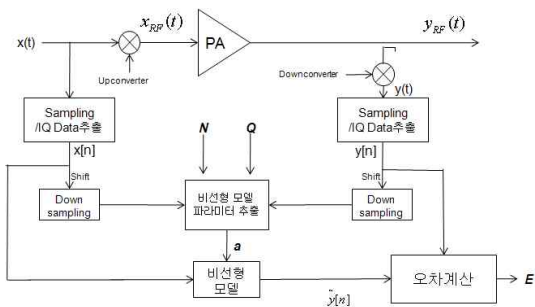 x(t)
x_RF(t)
PA
y_RF(t)
Upconverter
Downconverter
y(t)
Sampling
/IQ Data추출
Sampling
/IQ Data추출
x[n]
N
Q
y[n]
Shift
Shift
Down
sampling
비선형 모델
파라미터 추출
Down
sampling
a
비선형
모델
ỹ[n]
오차계산
E